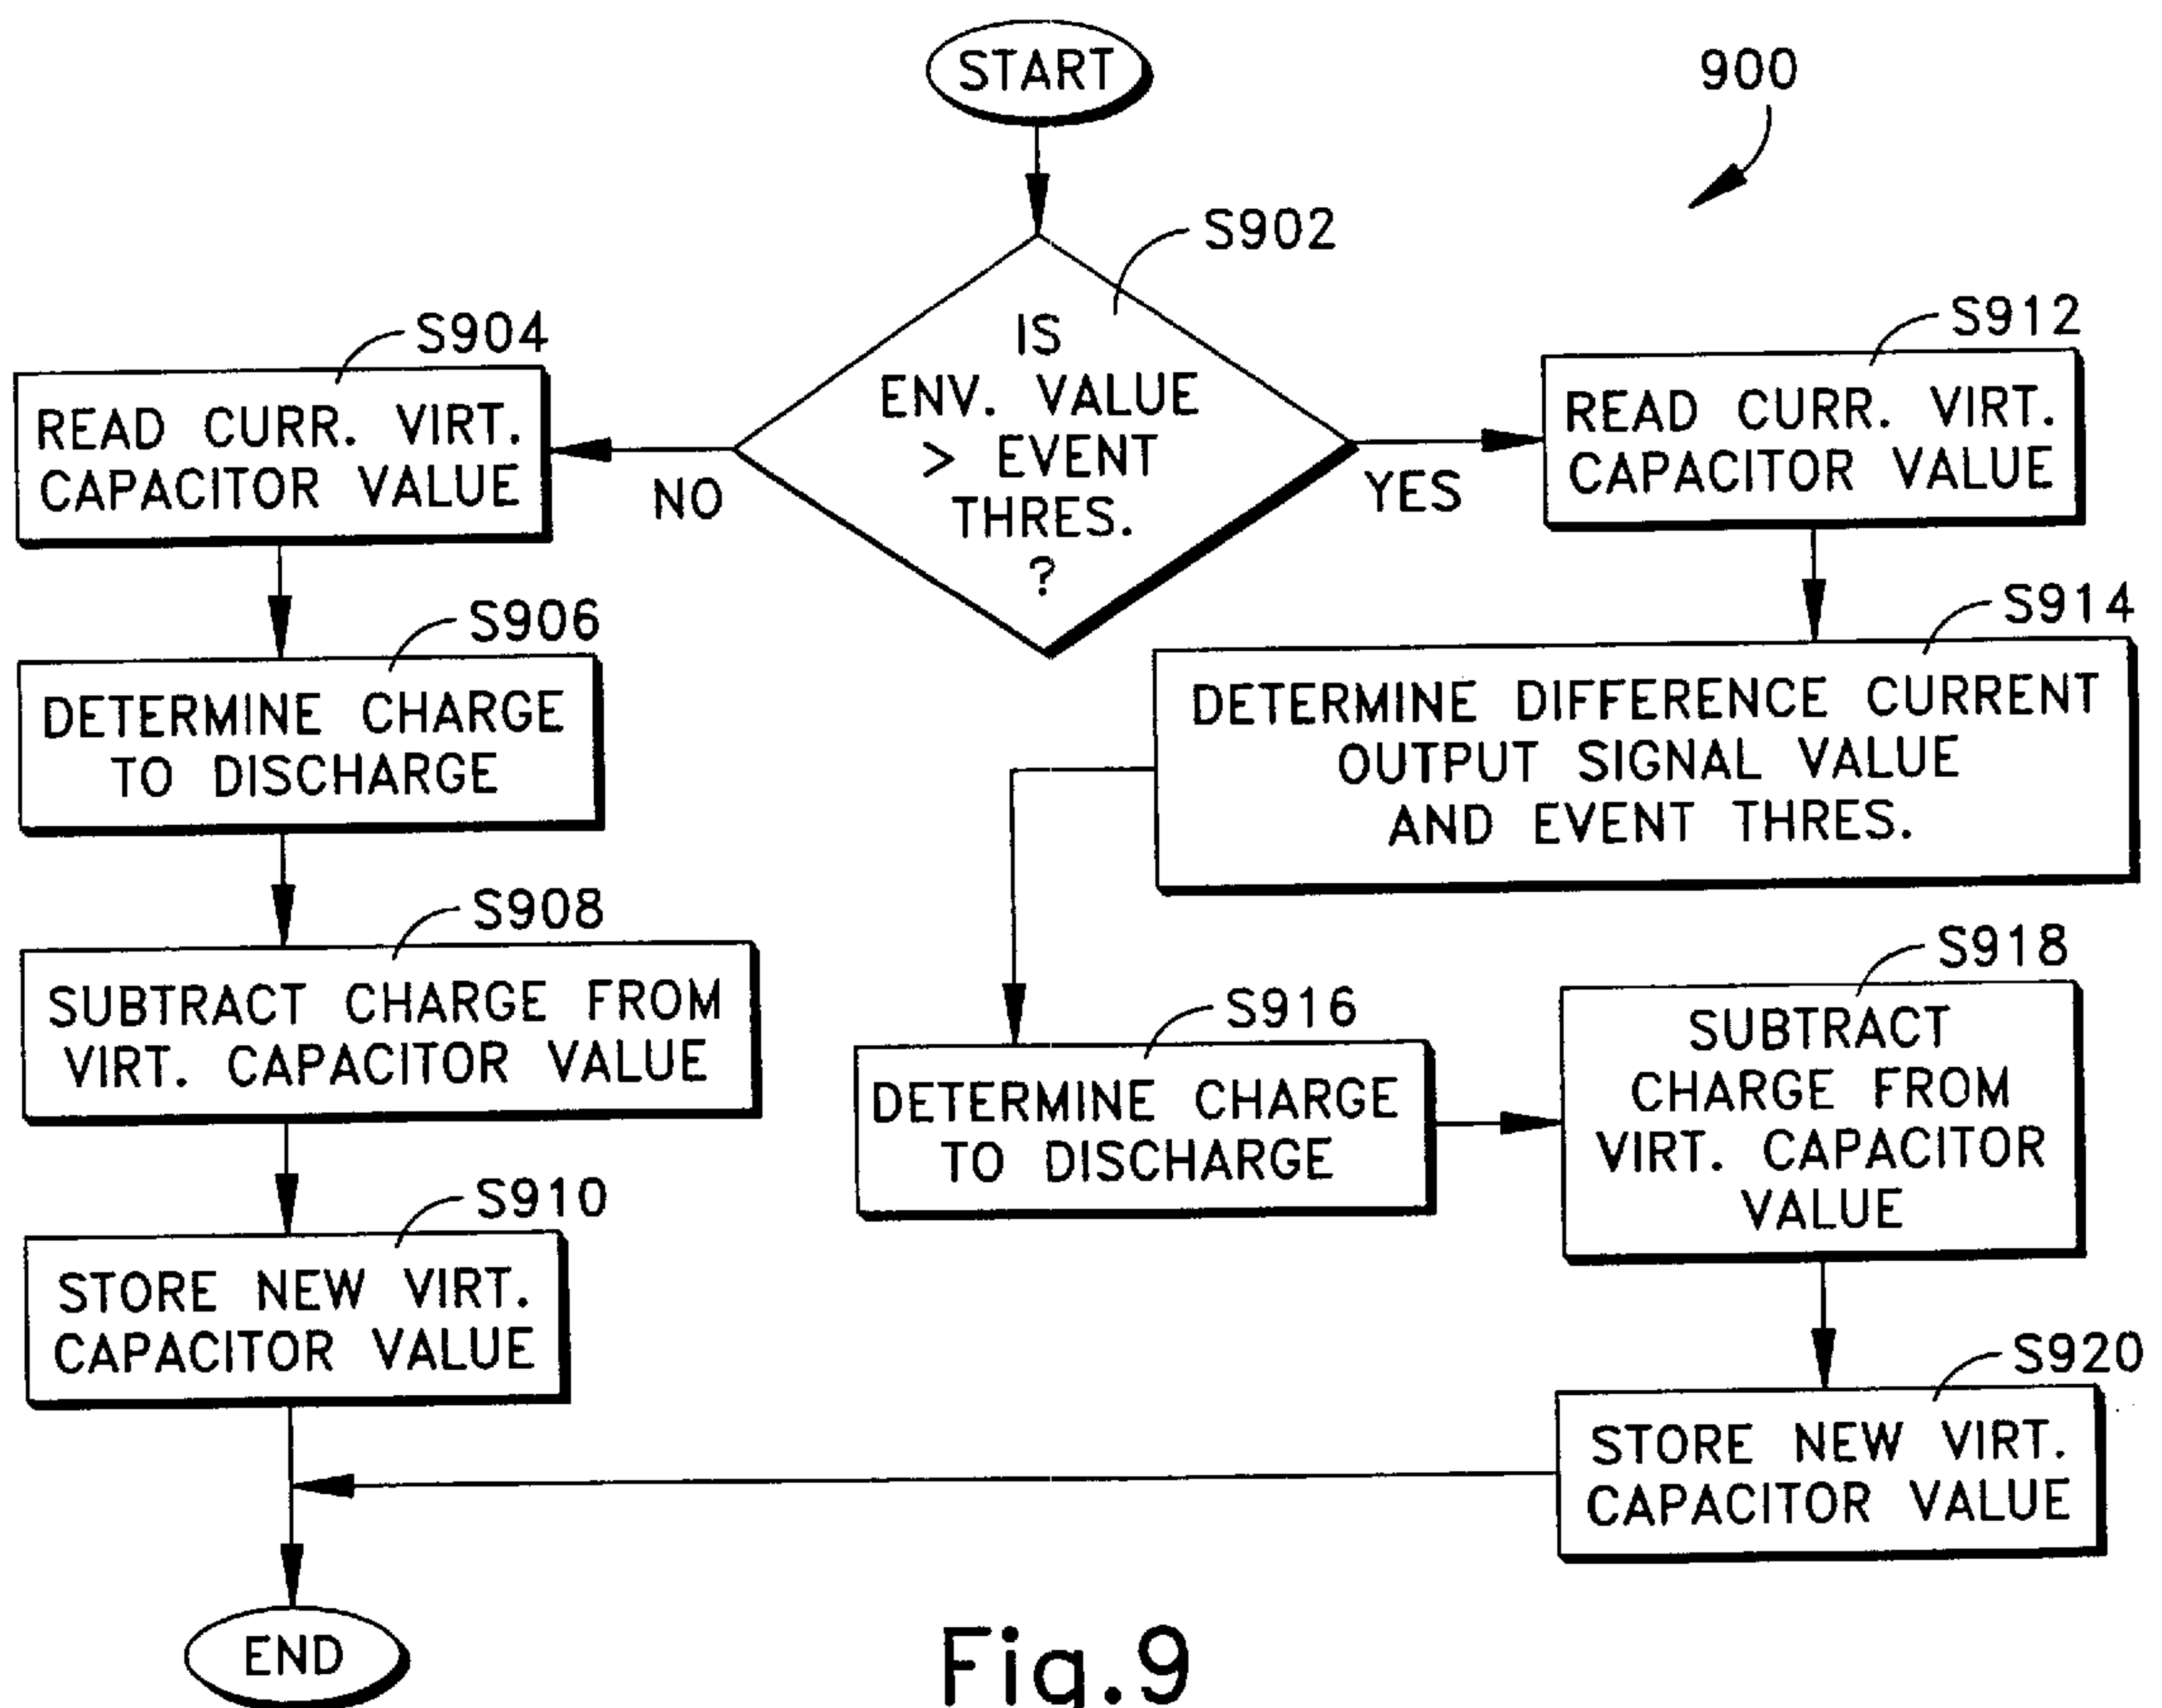 START
900
S902
IS
ENV. VALUE
> EVENT
THRES.
?
NO
YES
S904
READ CURR. VIRT.
CAPACITOR VALUE
S906
DETERMINE CHARGE
TO DISCHARGE
S908
SUBTRACT CHARGE FROM
VIRT. CAPACITOR VALUE
S910
STORE NEW VIRT.
CAPACITOR VALUE
S912
READ CURR. VIRT.
CAPACITOR VALUE
S914
DETERMINE DIFFERENCE CURRENT
OUTPUT SIGNAL VALUE
AND EVENT THRES.
S916
DETERMINE CHARGE
TO DISCHARGE
S918
SUBTRACT
CHARGE FROM
VIRT. CAPACITOR
VALUE
S920
STORE NEW VIRT.
CAPACITOR VALUE
END
Fig.9